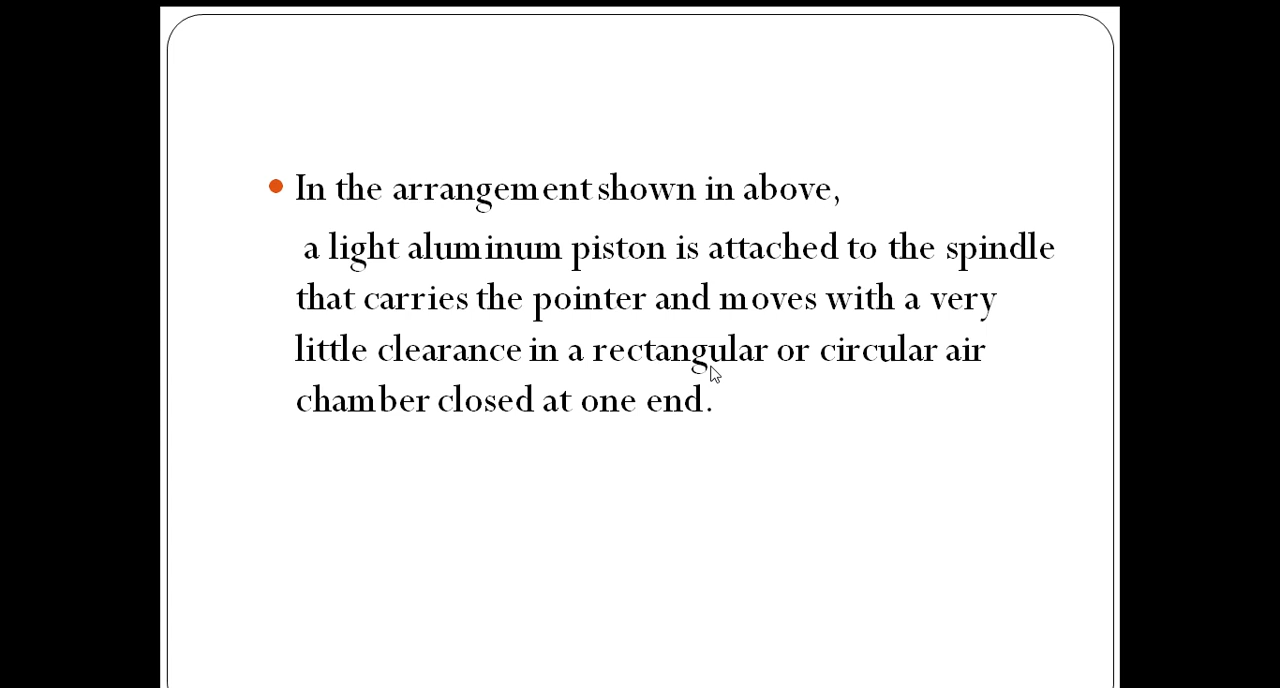 In the arrangement shown in above,
a light aluminum piston is attached to the spindle
that carries the pointer and moves with a very
little clearance in a rectangular or circular air
chamber closed at one end.